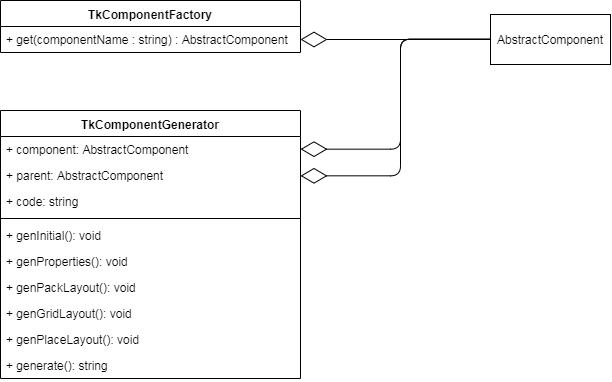 TkComponentFactory
+ get(componentName : string) : AbstractComponent
AbstractComponent
TkComponentGenerator
+ component: AbstractComponent
+ parent: AbstractComponent
+ code: string
+ genInitial(): void
+ genProperties(): void
+ genPackLayout(): void
+ genGridLayout(): void
+ genPlaceLayout(): void
+ generate(): string